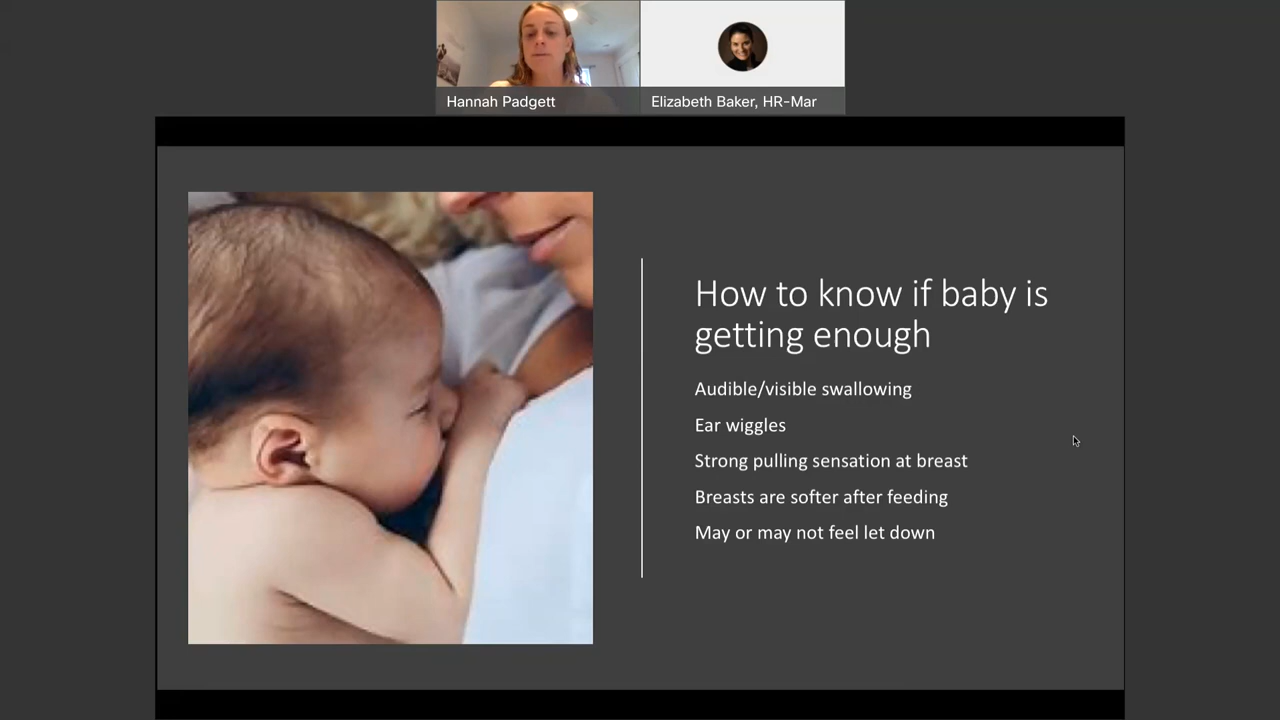 Hannah Padgett
Elizabeth Baker, HR-Mar
How to know if baby is
getting enough
Audible/visible swallowing
Ear wiggles
Strong pulling sensation at breast
Breasts are softer after feeding
May or may not feel let down